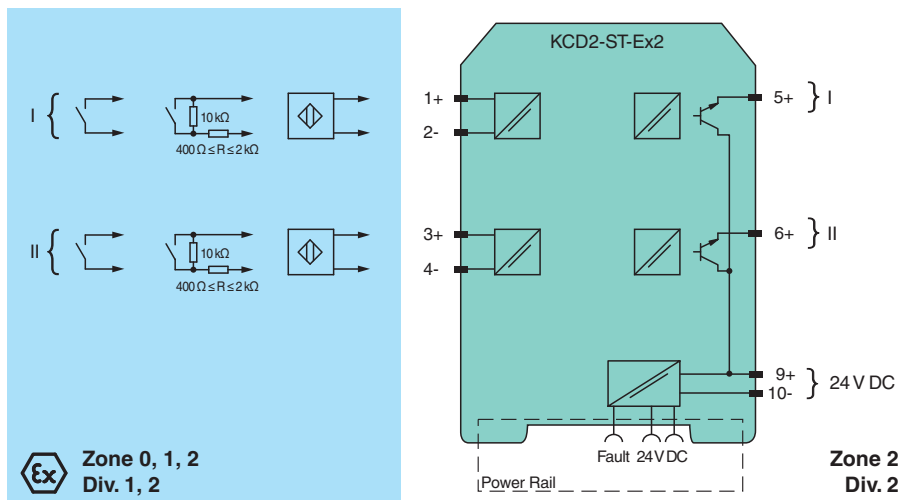 KCD2-ST-Ex2
I
10 kΩ
400 Ω ≤ R ≤ 2 kΩ
1+
2-
5+
I
II
10 kΩ
400 Ω ≤ R ≤ 2 kΩ
3+
4-
6+
II
9+
10-
24 V DC
Fault 24 V DC
Power Rail
Ex
Zone 0, 1, 2
Div. 1, 2
Zone 2
Div. 2